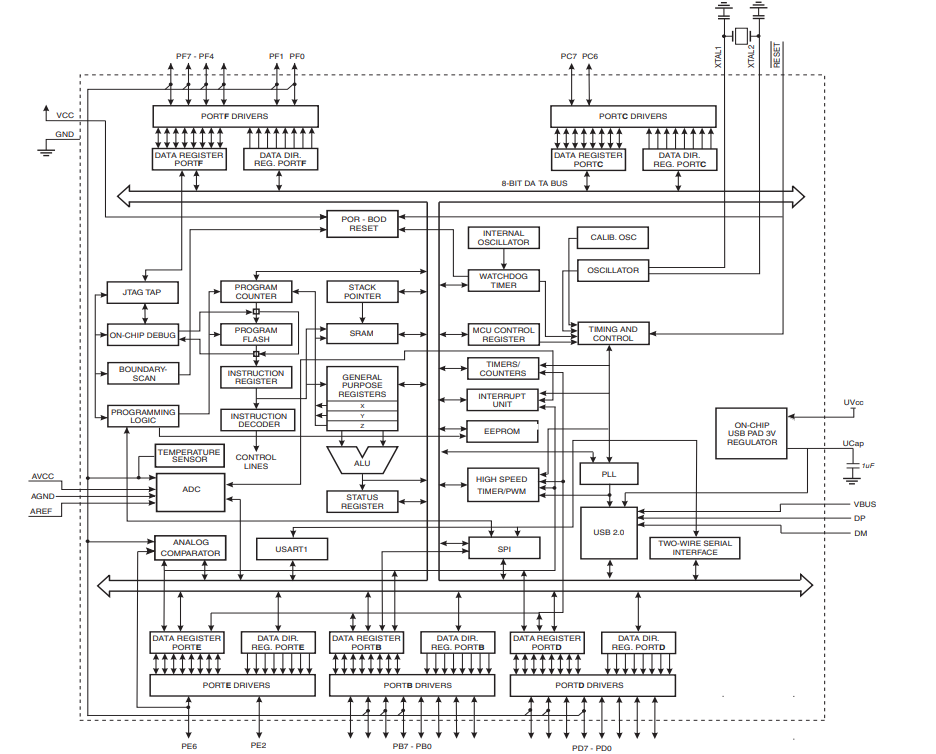 XTAL1
XTAL2
RESET
PF7 - PF4
PF1 PF0
PC7 PC6
VCC
GND
PORTF DRIVERS
PORTC DRIVERS
DATA REGISTER
PORTF
DATA DIR.
REG. PORTF
DATA REGISTER
PORTC
DATA DIR.
REG. PORTC
8-BIT DA TA BUS
POR - BOD
RESET
INTERNAL
OSCILLATOR
CALIB. OSC
OSCILLATOR
WATCHDOG
TIMER
JTAG TAP
PROGRAM
COUNTER
STACK
POINTER
ON-CHIP DEBUG
PROGRAM
FLASH
SRAM
MCU CONTROL
REGISTER
TIMING AND
CONTROL
BOUNDARY-
SCAN
INSTRUCTION
REGISTER
GENERAL
PURPOSE
REGISTERS
X
Y
Z
TIMERS/
COUNTERS
INTERRUPT
UNIT
PROGRAMMING
LOGIC
INSTRUCTION
DECODER
EEPROM
ON-CHIP
USB PAD 3V
REGULATOR
UVcc
UCap
1uF
TEMPERATURE
SENSOR
CONTROL
LINES
ALU
PLL
AVCC
AGND
AREF
ADC
STATUS
REGISTER
HIGH SPEED
TIMER/PWM
VBUS
DP
DM
USB 2.0
ANALOG
COMPARATOR
USART1
SPI
TWO-WIRE SERIAL
INTERFACE
DATA REGISTER
PORTE
DATA DIR.
REG. PORTE
DATA REGISTER
PORTB
DATA DIR.
REG. PORTB
DATA REGISTER
PORTD
DATA DIR.
REG. PORTD
PORTE DRIVERS
PORTB DRIVERS
PORTD DRIVERS
PE6
PE2
PB7 - PB0
PD7 - PD0